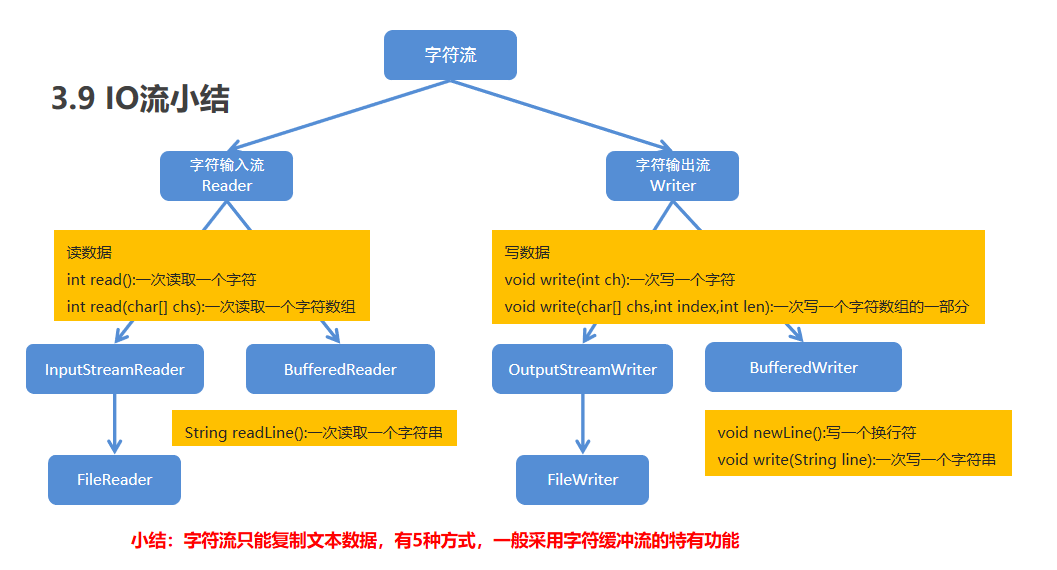 字符流
3.9 IO流小结
字符输入流
Reader
字符输出流
Writer
读数据
int read():一次读取一个字符
int read(char[] chs):一次读取一个字符数组
写数据
void write(int ch):一次写一个字符
void write(char[] chs,int index,int len):一次写一个字符数组的一部分
InputStreamReader
BufferedReader
OutputStreamWriter
BufferedWriter
String readLine():一次读取一个字符串
void newLine():写一个换行符
void write(String line):一次写一个字符串
FileReader
FileWriter
小结：字符流只能复制文本数据，有5种方式，一般采用字符缓冲流的特有功能